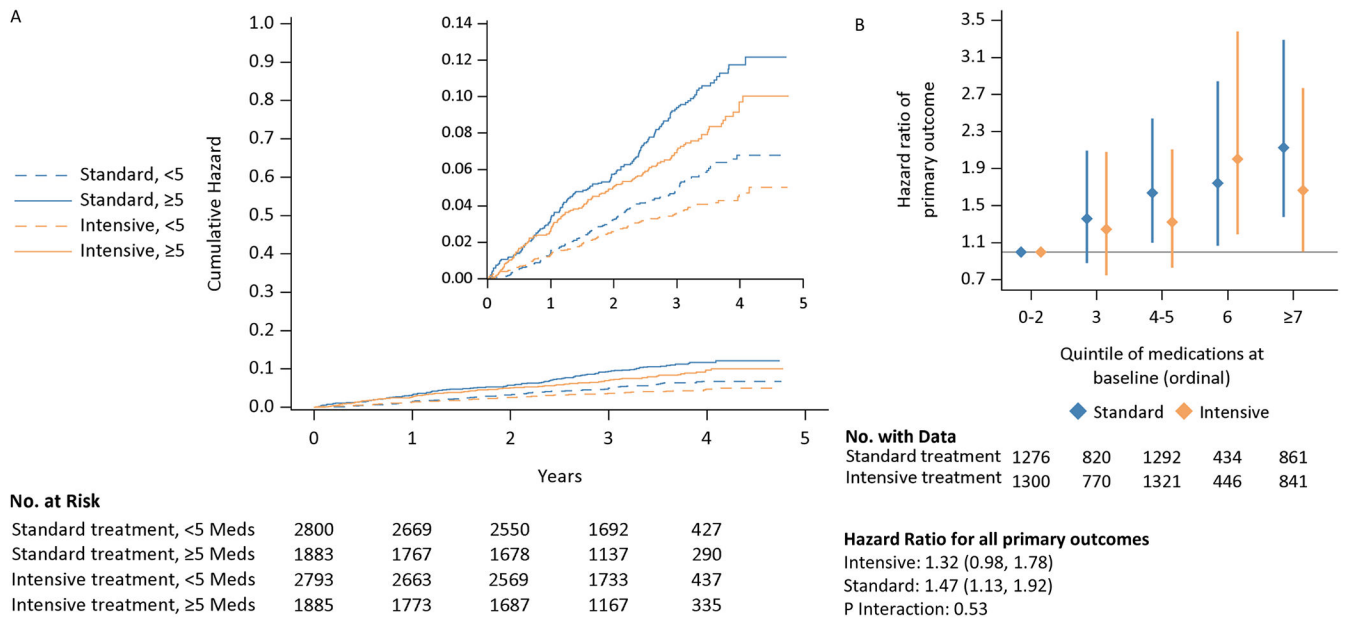 A
Standard, <5
Standard, ≥5
Intensive, <5
Intensive, ≥5
Cumulative Hazard
1.0
0.9
0.8
0.7
0.6
0.5
0.4
0.3
0.2
0.1
0.0
0.14
0.12
0.10
0.08
0.06
0.04
0.02
0.00
0 1 2 3 4 5
0 1 2 3 4 5
Years
No. at Risk
Standard treatment, <5 Meds 2800 2669 2550 1692 427
Standard treatment, ≥5 Meds 1883 1767 1678 1137 290
Intensive treatment, <5 Meds 2793 2663 2569 1733 437
Intensive treatment, ≥5 Meds 1885 1773 1687 1167 335
B
Hazard ratio of
primary outcome
3.5
3.1
2.7
2.3
1.9
1.5
1.1
0.7
0-2 3 4-5 6 ≥7
Quintile of medications at
baseline (ordinal)
Standard Intensive
No. with Data
Standard treatment 1276 820 1292 434 861
Intensive treatment 1300 770 1321 446 841
Hazard Ratio for all primary outcomes
Intensive: 1.32 (0.98, 1.78)
Standard: 1.47 (1.13, 1.92)
P Interaction: 0.53